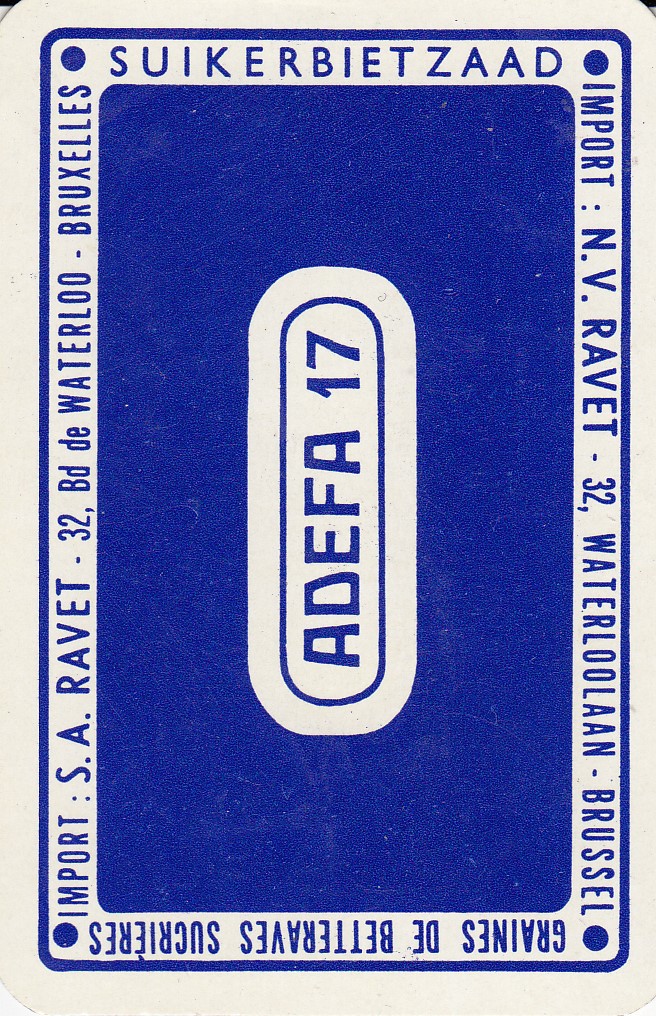 SUIKERBIETZAAD
IMPORT : N.V. RAVET - 32, WATERLOOLAAN - BRUSSEL
GRAINES DE BETTERAVES SUCRIÈRES
IMPORT : S.A. RAVET - 32, Bd de WATERLOO - BRUXELLES
ADEFA 17